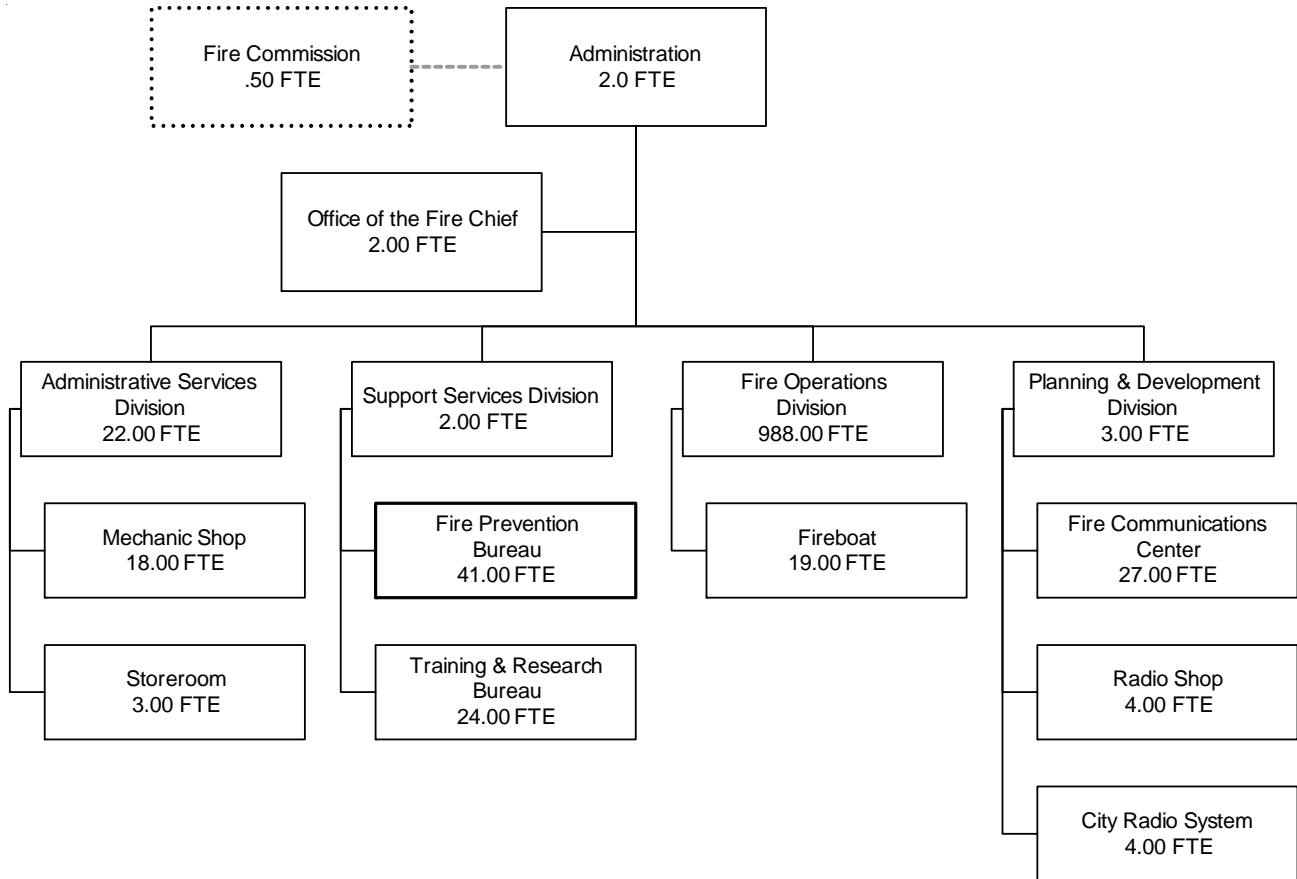 Fire Commission
.50 FTE
Administration
2.0 FTE
Office of the Fire Chief
2.00 FTE
Administrative Services
Division
22.00 FTE
Support Services Division
2.00 FTE
Fire Operations
Division
988.00 FTE
Planning & Development
Division
3.00 FTE
Mechanic Shop
18.00 FTE
Fire Prevention
Bureau
41.00 FTE
Fireboat
19.00 FTE
Fire Communications
Center
27.00 FTE
Storeroom
3.00 FTE
Training & Research
Bureau
24.00 FTE
Radio Shop
4.00 FTE
City Radio System
4.00 FTE